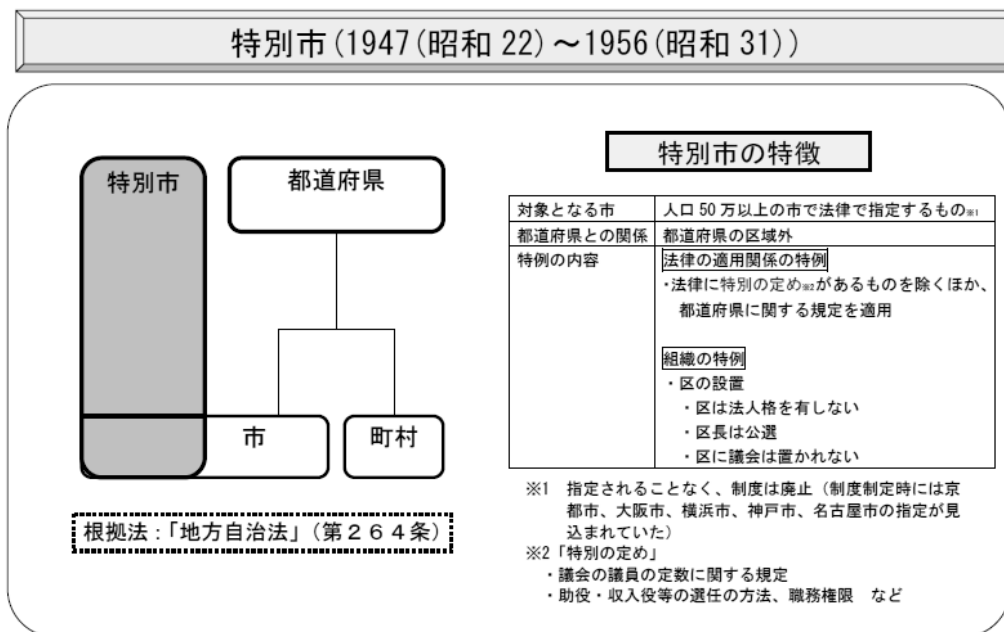 特別市(1947(昭和22)～1956(昭和31))
特別市
都道府県
市
町村
根拠法:「地方自治法」(第２６４条)
特別市の特徴
対象となる市 人口50万以上の市で法律で指定するもの※1
都道府県との関係 都道府県の区域外
特例の内容 法律の適用関係の特例
・法律に特別の定め※2があるものを除くほか、
都道府県に関する規定を適用
組織の特例
・区の設置
・区は法人格を有しない
・区長は公選
・区に議会は置かれない
※1 指定されることなく、制度は廃止（制度制定時には京
都市、大阪市、横浜市、神戸市、名古屋市の指定が見
込まれていた）
※2「特別の定め」
・議会の議員の定数に関する規定
・助役・収入役等の選任の方法、職務権限 など